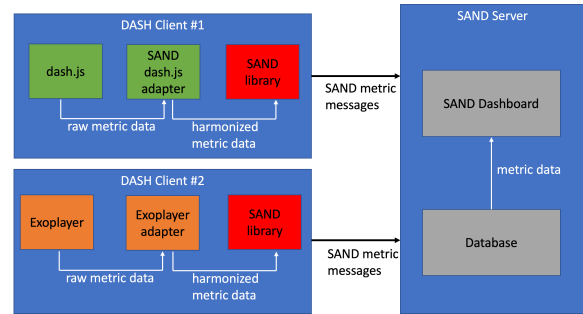 DASH Client #1
dash.js
SAND
dash.js
adapter
SAND
library
raw metric data
harmonized
metric data
SAND metric
messages
DASH Client #2
Exoplayer
Exoplayer
adapter
SAND
library
raw metric data
harmonized
metric data
SAND metric
messages
SAND Server
SAND Dashboard
metric data
Database